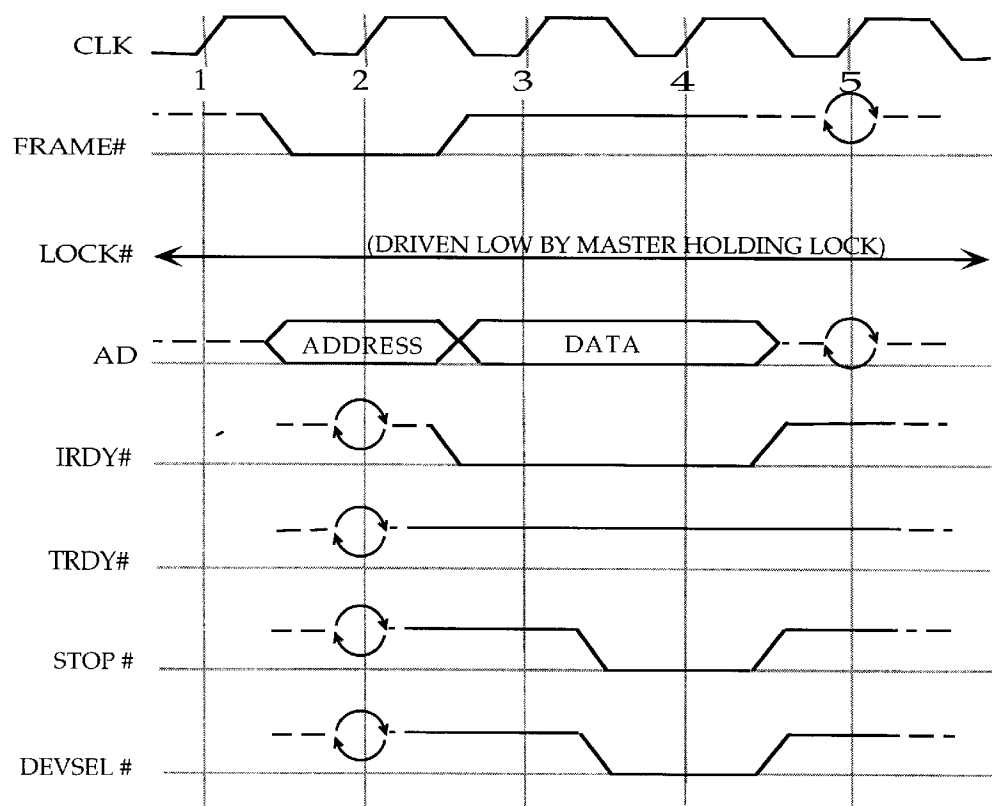 CLK
1 2 3 4 5
FRAME#
LOCK# (DRIVEN LOW BY MASTER HOLDING LOCK)
AD ADDRESS DATA
IRDY#
TRDY#
STOP #
DEVSEL #